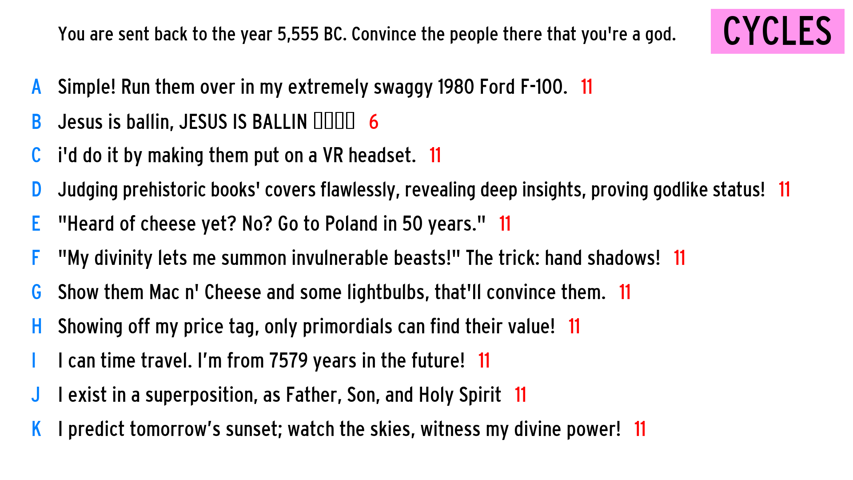 You are sent back to the year 5,555 BC. Convince the people there that you're a god.
CYCLES
A Simple! Run them over in my extremely swaggy 1980 Ford F-100. 11
B Jesus is ballin, JESUS IS BALLIN 6
C i'd do it by making them put on a VR headset. 11
D Judging prehistoric books' covers flawlessly, revealing deep insights, proving godlike status! 11
E "Heard of cheese yet? No? Go to Poland in 50 years." 11
F "My divinity lets me summon invulnerable beasts!" The trick: hand shadows! 11
G Show them Mac n' Cheese and some lightbulbs, that'll convince them. 11
H Showing off my price tag, only primordials can find their value! 11
I I can time travel. I’m from 7579 years in the future! 11
J I exist in a superposition, as Father, Son, and Holy Spirit 11
K I predict tomorrow’s sunset; watch the skies, witness my divine power! 11